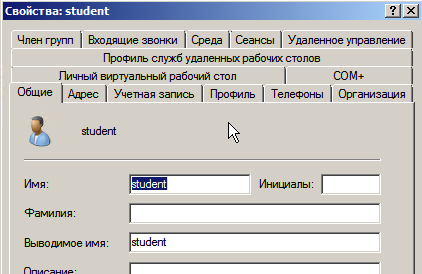 Свойства: student
Член групп Входящие звонки Среда Сеансы Удаленное управление
Профиль служб удаленных рабочих столов
Личный виртуальный рабочий стол COM+
Общие Адрес Учетная запись Профиль Телефоны Организация
student
Имя: student Инициалы:
Фамилия:
Выводимое имя: student
Описание: